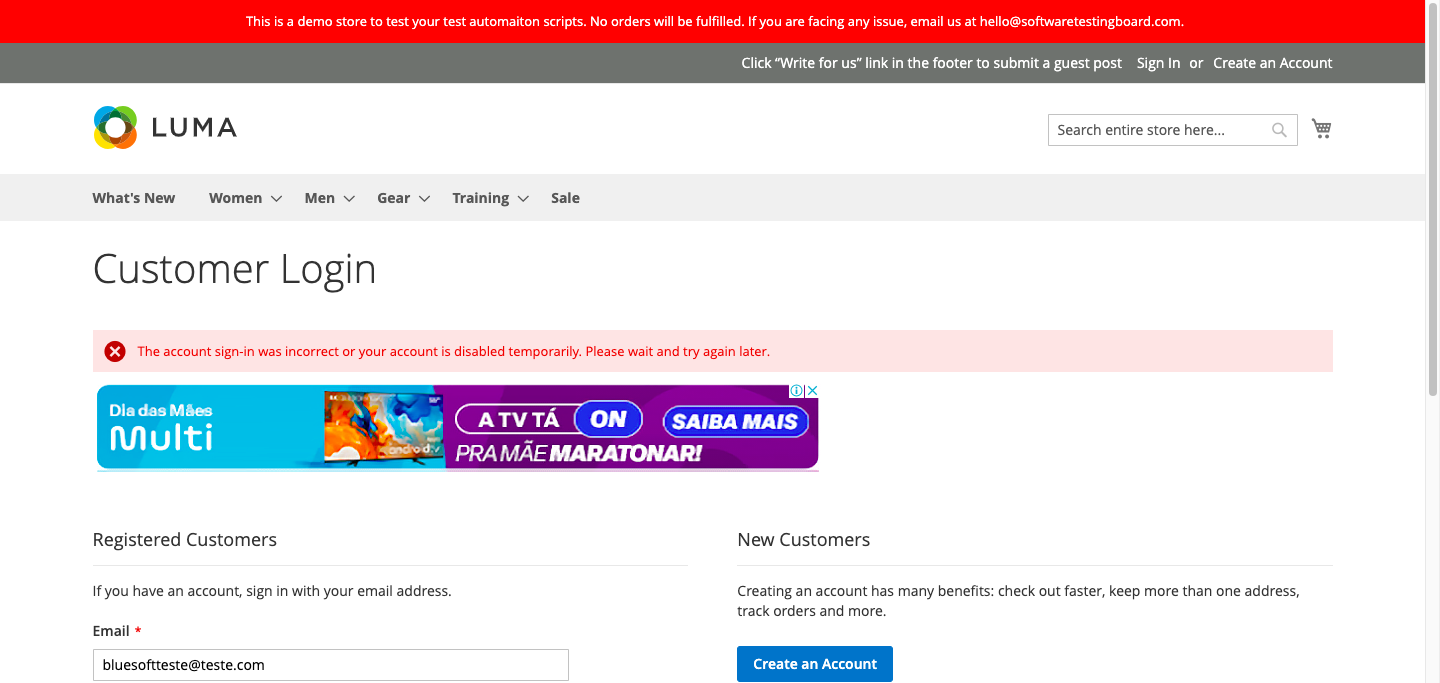 This is a demo store to test your test automaiton scripts. No orders will be fulfilled. If you are facing any issue, email us at hello@softwaretestingboard.com.
Click “Write for us” link in the footer to submit a guest post Sign In or Create an Account
LUMA
Search entire store here...
What's New Women Men Gear Training Sale
Customer Login
The account sign-in was incorrect or your account is disabled temporarily. Please wait and try again later.
Dia das Mães
Multi
androidtv
A TV TÁ ON
PRA MÃE MARATONAR!
SAIBA MAIS
Registered Customers
If you have an account, sign in with your email address.
Email *
bluesoftteste@teste.com
New Customers
Creating an account has many benefits: check out faster, keep more than one address,
track orders and more.
Create an Account